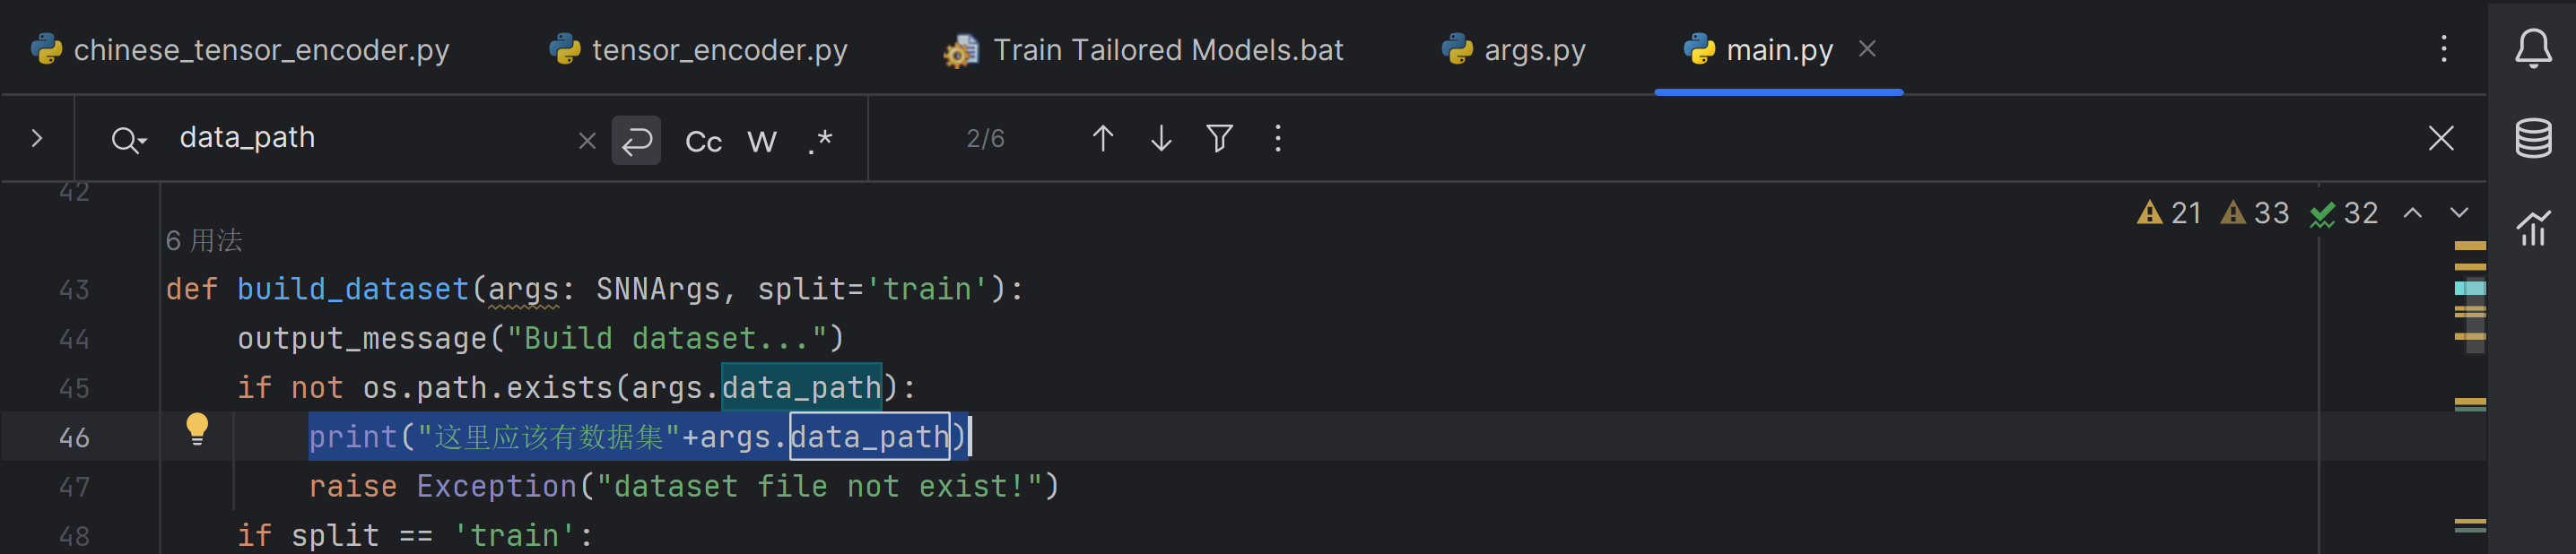 chinese_tensor_encoder.py tensor_encoder.py Train Tailored Models.bat args.py main.py
data_path Cc W .* 2/6
42
21 33 32
6 用法
43 def build_dataset(args: SNNArgs, split='train'):
44 output_message("Build dataset...")
45 if not os.path.exists(args.data_path):
46 print("这里应该有数据集"+args.data_path)
47 raise Exception("dataset file not exist!")
48 if split == 'train':